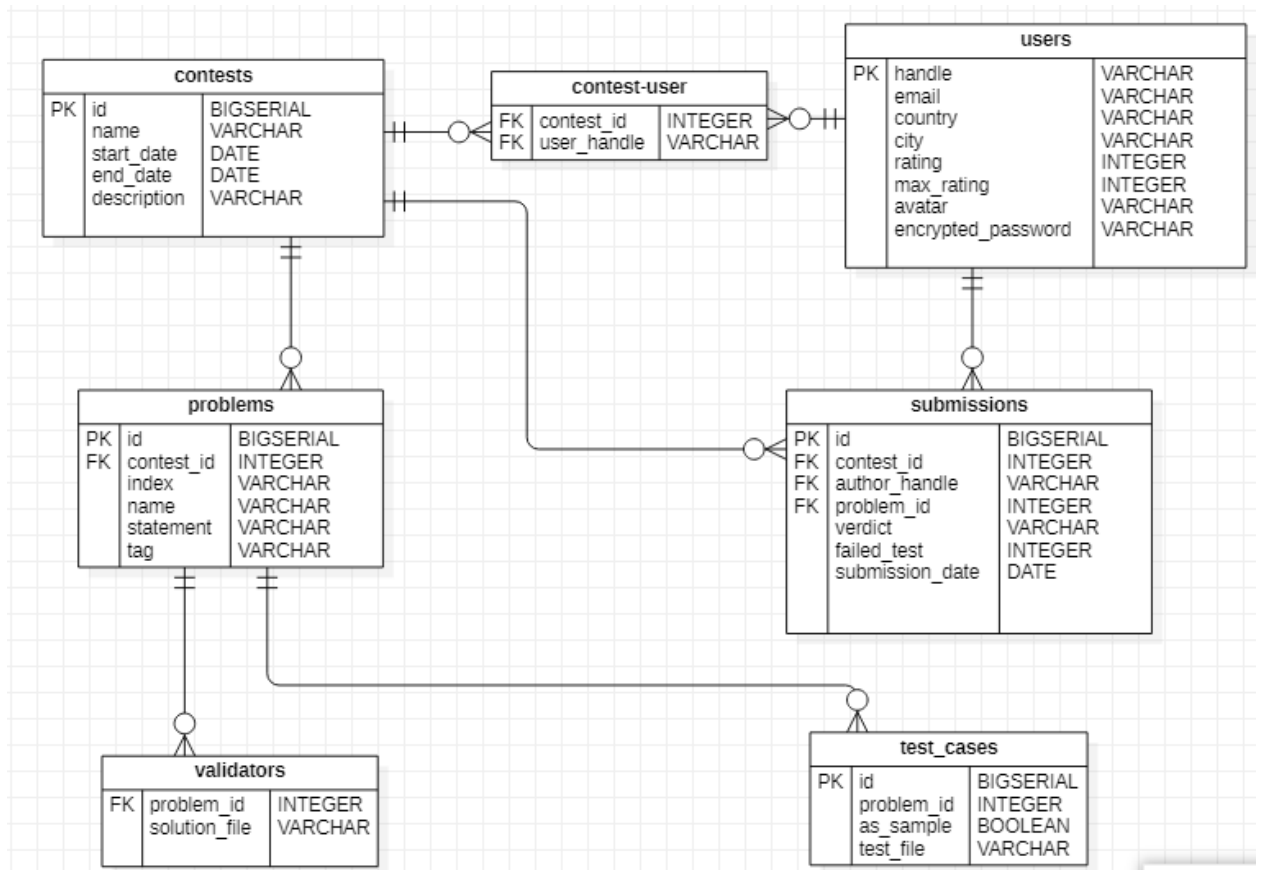 contests
PK id BIGSERIAL
name VARCHAR
start_date DATE
end_date DATE
description VARCHAR
contest-user
FK contest_id INTEGER
FK user_handle VARCHAR
users
PK handle VARCHAR
email VARCHAR
country VARCHAR
city VARCHAR
rating INTEGER
max_rating INTEGER
avatar VARCHAR
encrypted_password VARCHAR
problems
PK id BIGSERIAL
FK contest_id INTEGER
index VARCHAR
name VARCHAR
statement VARCHAR
tag VARCHAR
submissions
PK id BIGSERIAL
FK contest_id INTEGER
FK author_handle VARCHAR
FK problem_id INTEGER
verdict VARCHAR
failed_test INTEGER
submission_date DATE
validators
FK problem_id INTEGER
solution_file VARCHAR
test_cases
PK id BIGSERIAL
problem_id INTEGER
as_sample BOOLEAN
test_file VARCHAR